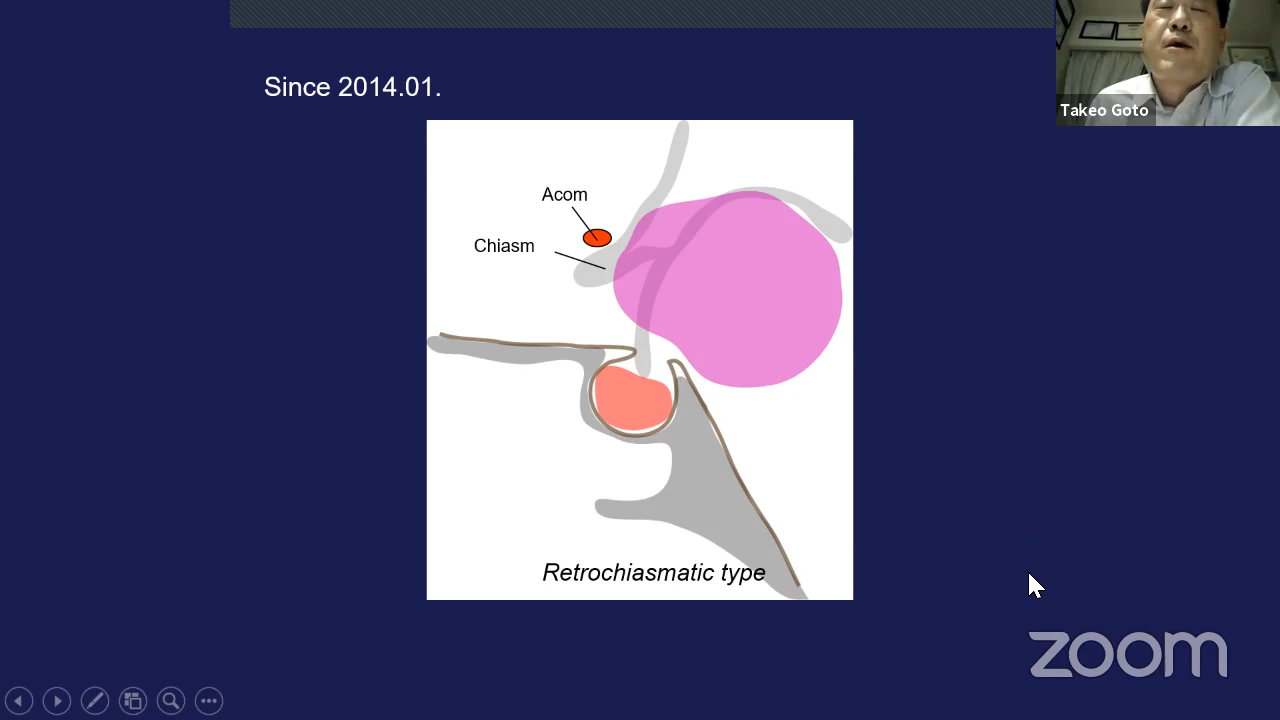 Since 2014.01.
Takeo Goto
Acom
Chiasm
Retrochiasmatic type
zoom